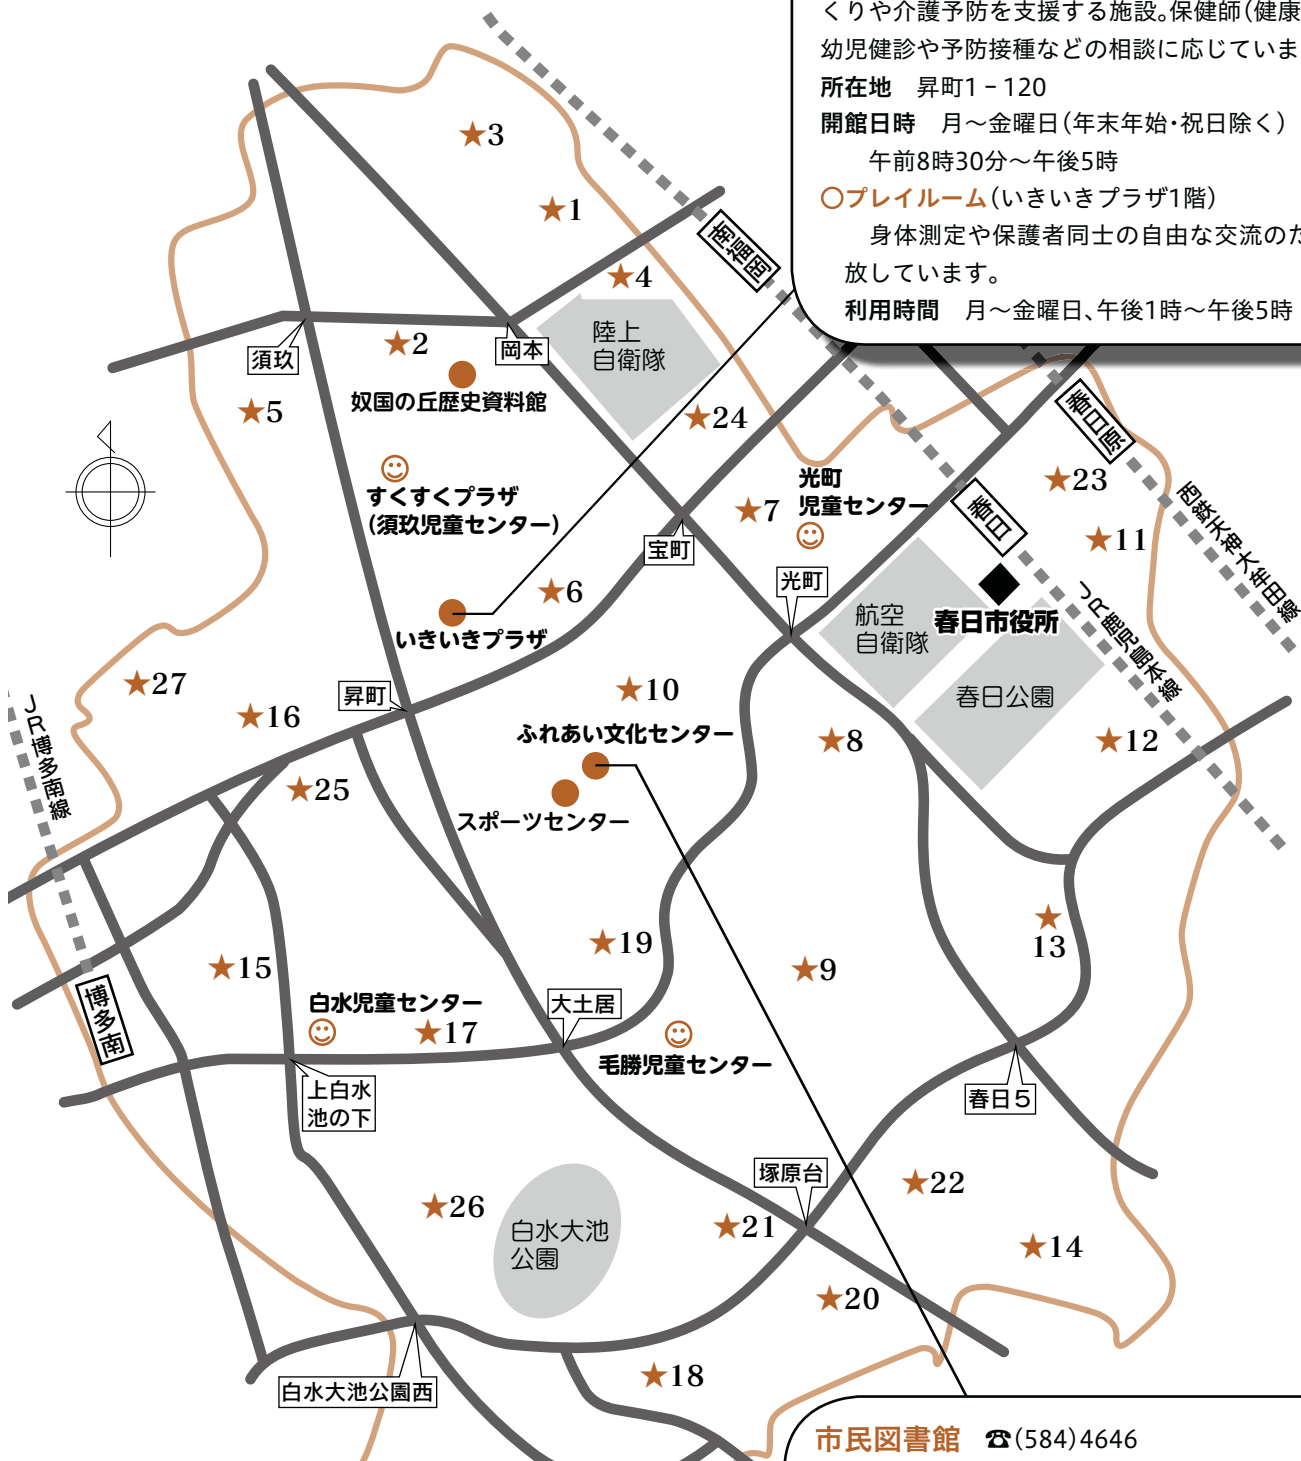 くりや介護予防を支援する施設。保健師（健康
幼児健診や予防接種などの相談に応じていま
所在地　昇町1－120
開館日時　月～金曜日（年末年始・祝日除く）
午前8時30分～午後5時
○プレイルーム（いきいきプラザ1階）
身体測定や保護者同士の自由な交流のた
放しています。
利用時間　月～金曜日、午後1時～午後5時
★3
★1
南福岡
★4
陸上
自衛隊
★2
岡本
須玖
奴国の丘歴史資料館
★5
★24
春日原
すくすくプラザ
（須玖児童センター）
光町
児童センター
★7
★23
春日
西鉄天神大牟田線
★11
宝町
★6
光町
いきいきプラザ
航空
自衛隊
春日市役所
JR鹿児島本線
★27
★16
昇町
★10
春日公園
JR博多南線
ふれあい文化センター
★8
★12
★25
スポーツセンター
★13
★19
★15
★9
博多南
白水児童センター
★17
大土居
毛勝児童センター
上白水
池の下
春日5
塚原台
★22
★26
白水大池
公園
★21
★14
★20
★18
白水大池公園西
市民図書館　☎(584)4646